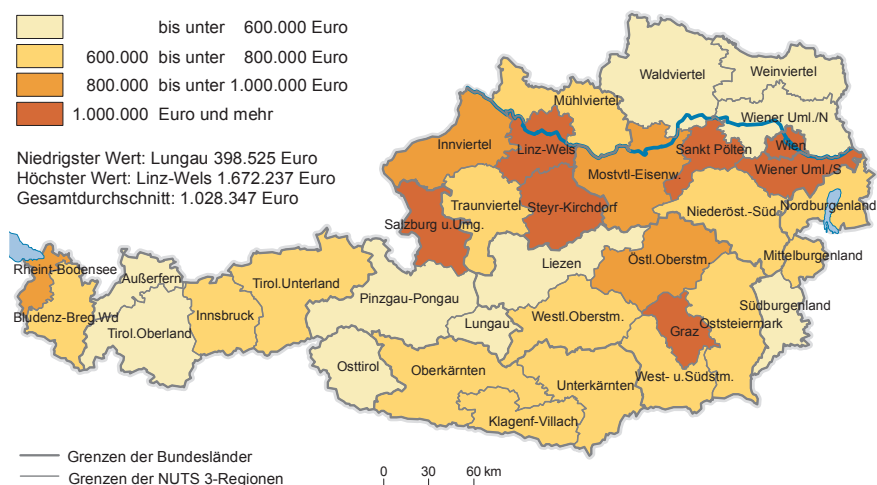 bis unter 600.000 Euro
600.000 bis unter 800.000 Euro
800.000 bis unter 1.000.000 Euro
1.000.000 Euro und mehr
Niedrigster Wert: Lungau 398.525 Euro
Höchster Wert: Linz-Wels 1.672.237 Euro
Gesamtdurchschnitt: 1.028.347 Euro
Waldviertel
Weinviertel
Mühlviertel
Wiener Uml./N
Innviertel
Linz-Wels
Sankt Pölten
Wien
Mostvtl-Eisenw.
Wiener Uml./S
Traunviertel
Steyr-Kirchdorf
Niederöst.-Süd
Nordburgenland
Salzburg u.Umg.
Mittelburgenland
Liezen
Östl.Oberstm.
Rheint-Bodensee
Außerfern
Tirol.Unterland
Pinzgau-Pongau
Südburgenland
Bludenz-Breg.Wd
Innsbruck
Lungau
Westl.Oberstm.
Graz
Oststeiermark
Tirol.Oberland
Osttirol
Oberkärnten
Unterkärnten
West- u.Südstm.
Klagenf-Villach
Grenzen der Bundesländer
Grenzen der NUTS 3-Regionen
0 30 60 km